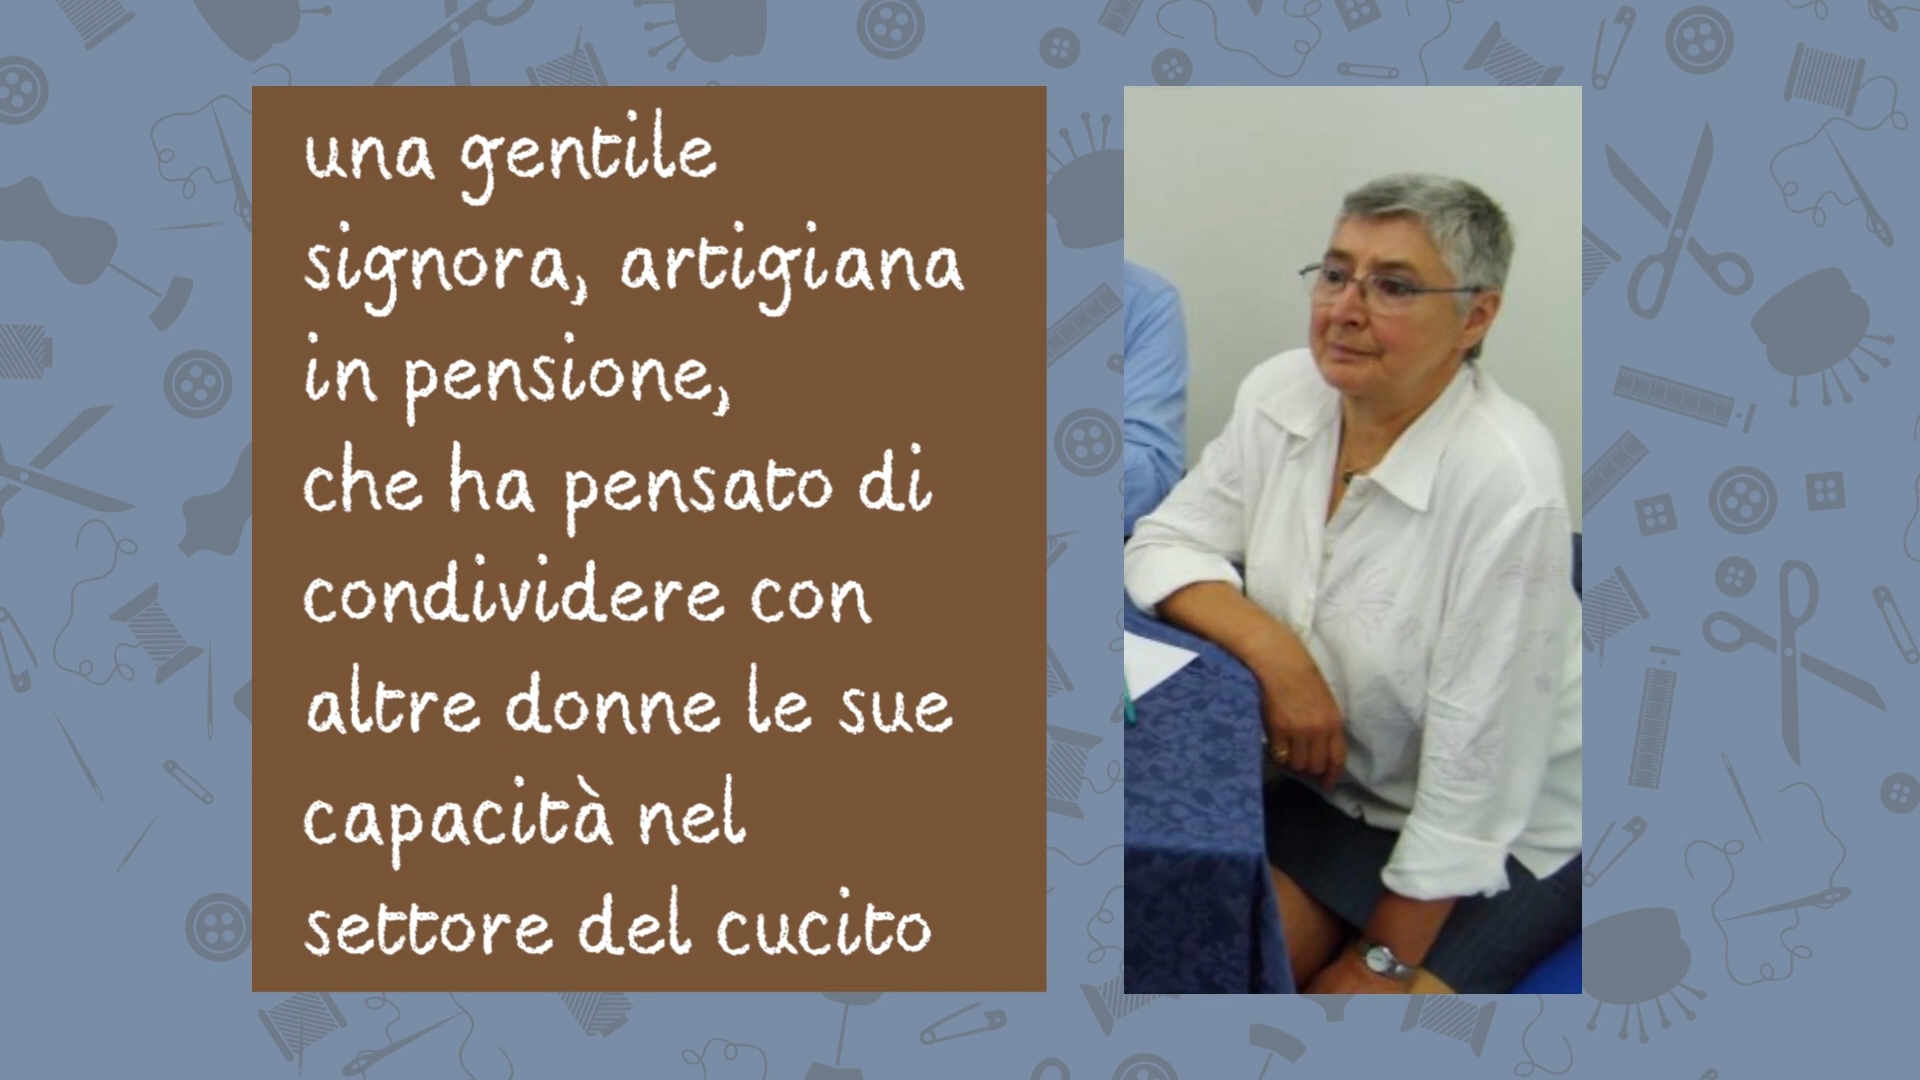 una gentile
signora, artigiana
in pensione,
che ha pensato di
condividere con
altre donne le sue
capacità nel
settore del cucito